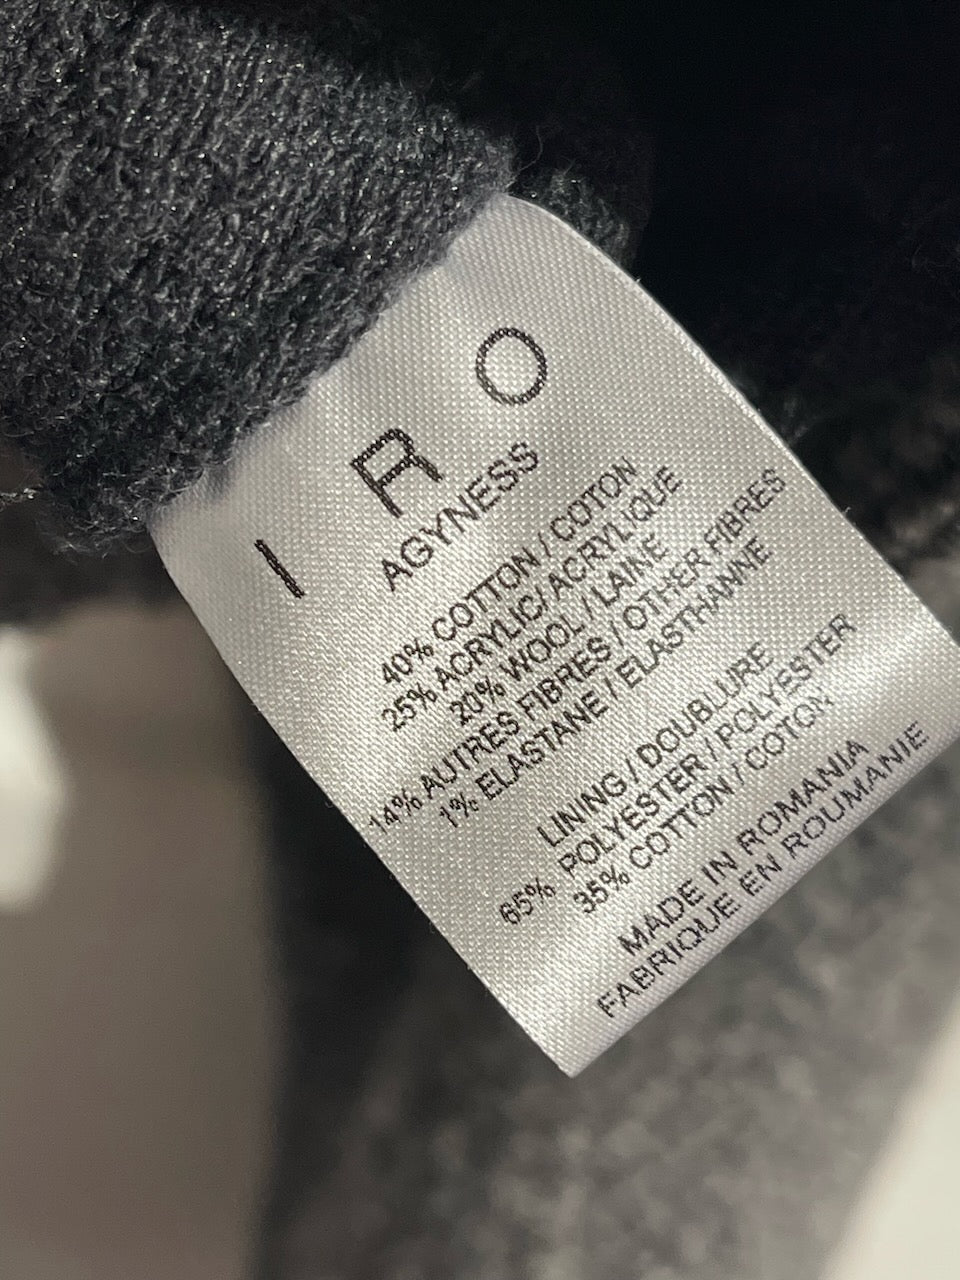 I R O
AGYNESS
40% COTTON / COTON
25% ACRYLIC/ ACRYLIQUE
20% WOOL / LAINE
14% AUTRES FIBRES / OTHER FIBRES
1% ELASTANE / ELASTHANNE
LINING / DOUBLURE
65% POLYESTER / POLYESTER
35% COTTON / COTON
MADE IN ROMANIA
FABRIQUE EN ROUMANIE